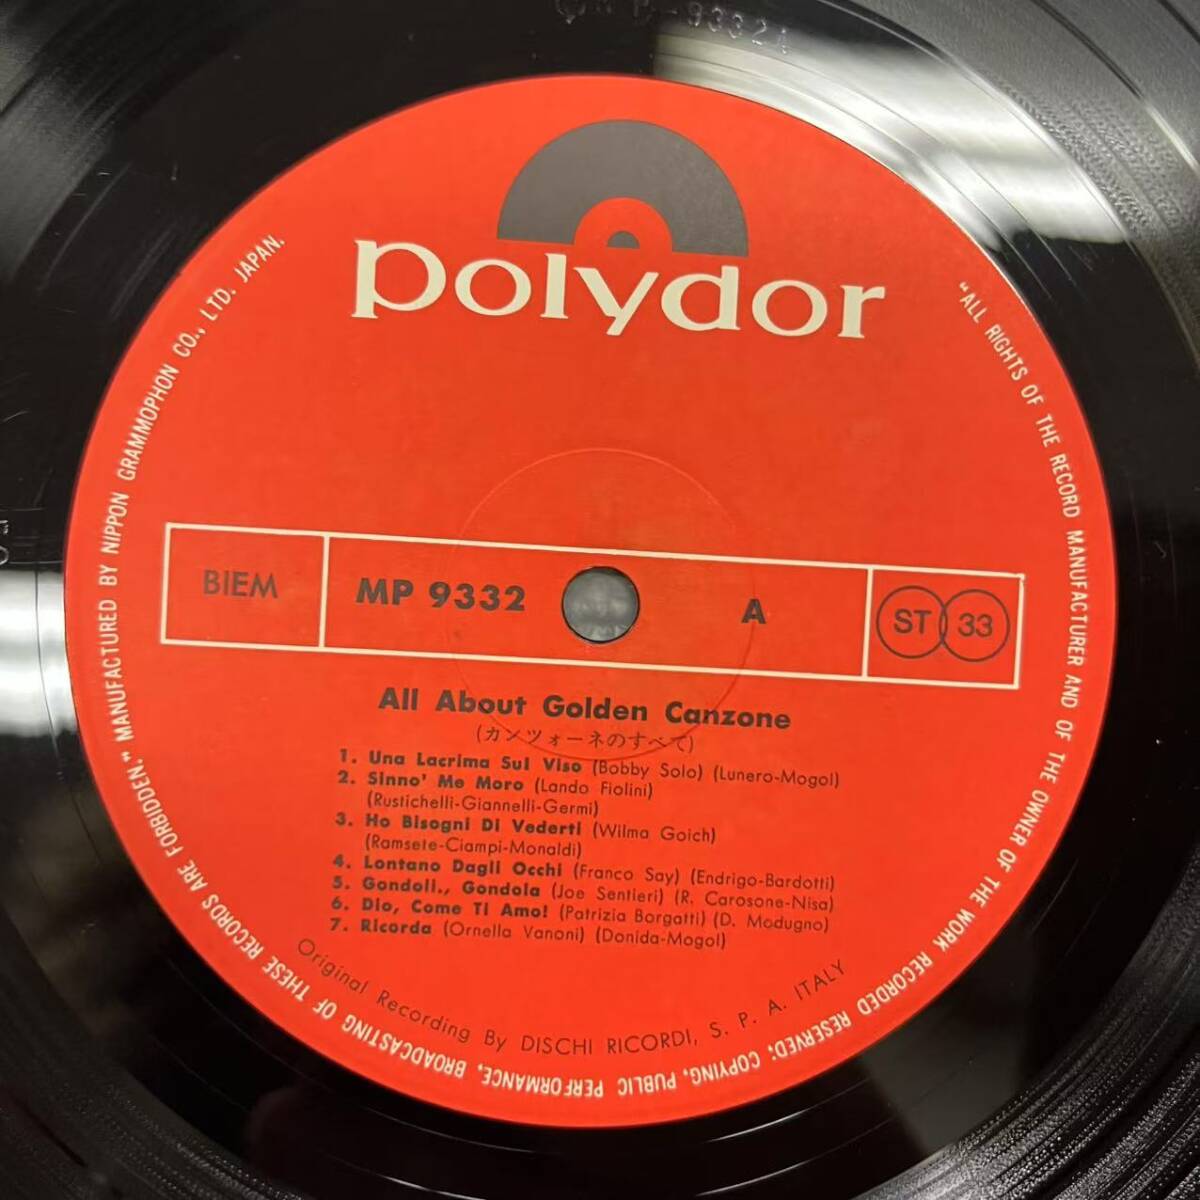 polydor
BIEM
MP 9332
A
ST 33
All About Golden Canzone
(カンツォーネのすべて)
1. Una Lacrima Sul Viso (Bobby Solo) (Lunero-Mogol)
2. Sinno' Me Moro (Lando Fiolini)
(Rustichelli-Giannelli-Germi)
3. Ho Bisogni Di Vederti (Wilma Goich)
(Ramsete-Ciampi-Monaldi)
4. Lontano Dagli Occhi (Franco Say) (Endrigo-Bardotti)
5. Gondoli., Gondola (Joe Sentieri) (R. Carosone-Nisa)
6. Dio, Come Ti Amo! (Patrizia Borgatti) (D. Modugno)
7. Ricorda (Ornella Vanoni) (Donida-Mogol)
Original Recording By DISCHI RICORDI, S. P. A. ITALY
"ALL RIGHTS OF THE RECORD MANUFACTURER AND OF THE OWNER OF THE WORK RECORDED RESERVED; COPYING, PUBLIC PERFORMANCE, BROADCASTING OF THESE RECORDS ARE FORBIDDEN." MANUFACTURED BY NIPPON GRAMMOPHON CO., LTD. JAPAN.